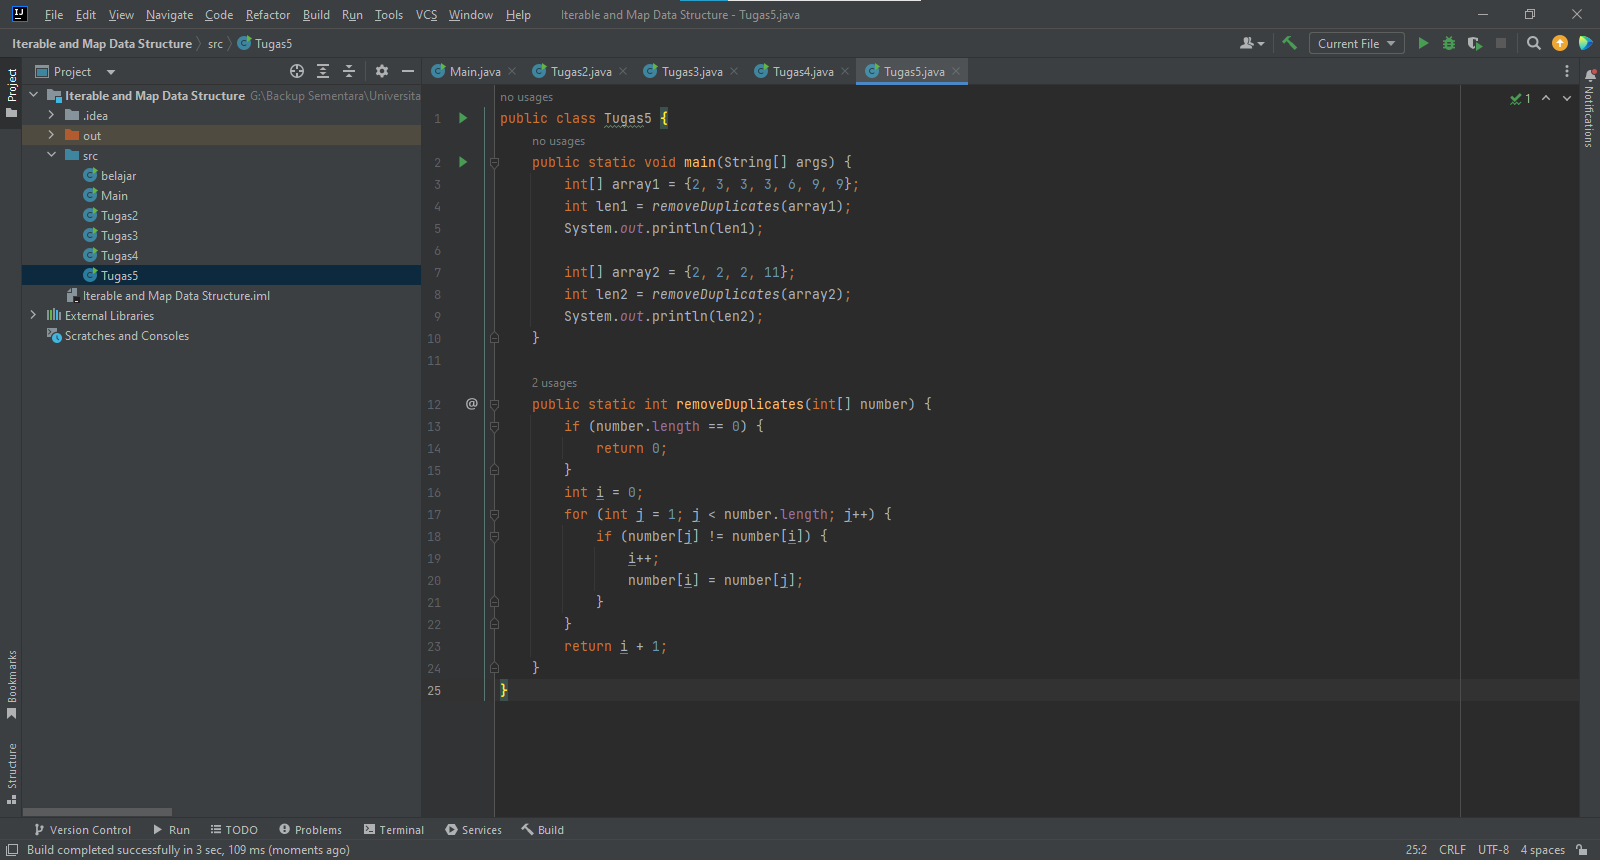 File Edit View Navigate Code Refactor Build Run Tools VCS Window Help Iterable and Map Data Structure - Tugas5.java
Iterable and Map Data Structure src Tugas5 Current File
Project
Main.java Tugas2.java Tugas3.java Tugas4.java Tugas5.java
Project
Iterable and Map Data Structure G:\Backup Sementara\Universita
.idea
out
src
belajar
Main
Tugas2
Tugas3
Tugas4
Tugas5
Iterable and Map Data Structure.iml
External Libraries
Scratches and Consoles
Bookmarks
Structure
no usages
1 public class Tugas5 {
no usages
2 public static void main(String[] args) {
3 int[] array1 = {2, 3, 3, 3, 6, 9, 9};
4 int len1 = removeDuplicates(array1);
5 System.out.println(len1);
6
7 int[] array2 = {2, 2, 2, 11};
8 int len2 = removeDuplicates(array2);
9 System.out.println(len2);
10 }
11
2 usages
12 @ public static int removeDuplicates(int[] number) {
13 if (number.length == 0) {
14 return 0;
15 }
16 int i = 0;
17 for (int j = 1; j < number.length; j++) {
18 if (number[j] != number[i]) {
19 i++;
20 number[i] = number[j];
21 }
22 }
23 return i + 1;
24 }
25 }
1
Notifications
Version Control Run TODO Problems Terminal Services Build
Build completed successfully in 3 sec, 109 ms (moments ago) 25:2 CRLF UTF-8 4 spaces